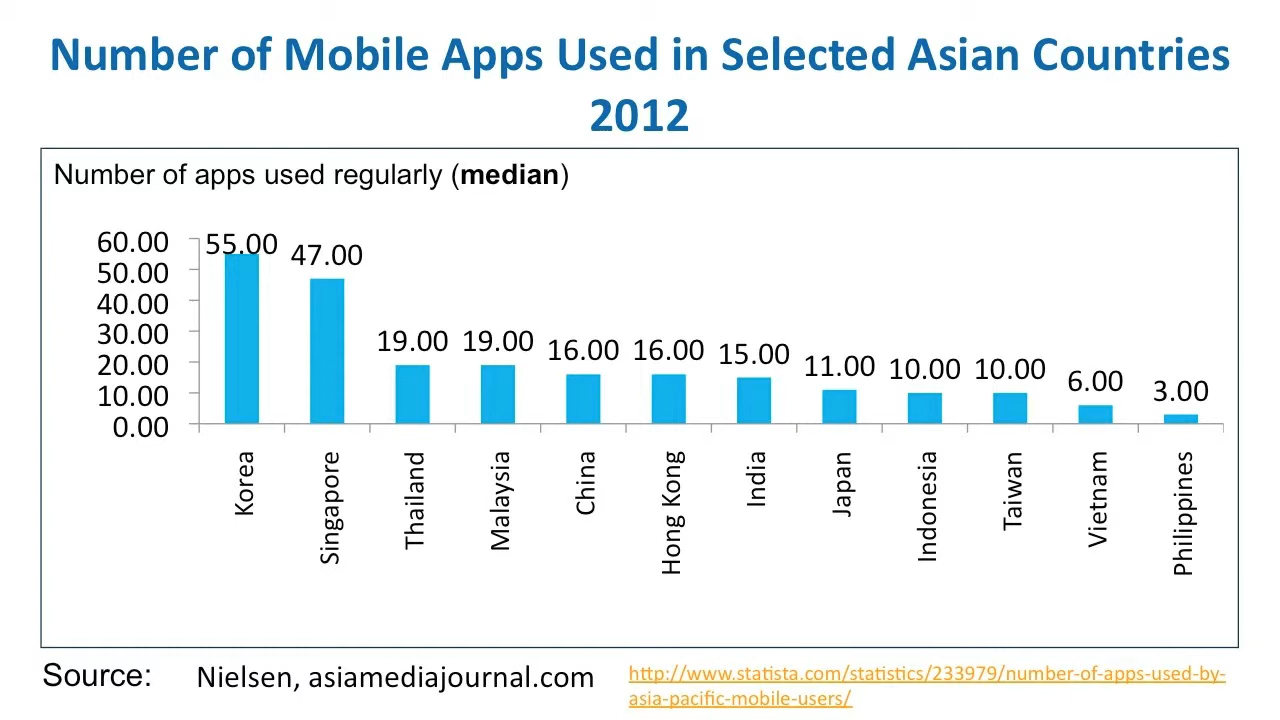 Number of Mobile Apps Used in Selected Asian Countries
2012
Number of apps used regularly (median)
60.00
50.00
40.00
30.00
20.00
10.00
0.00
55.00
47.00
19.00
19.00
16.00
16.00
15.00
11.00
10.00
10.00
6.00
3.00
Korea
Singapore
Thailand
Malaysia
China
Hong Kong
India
Japan
Indonesia
Taiwan
Vietnam
Philippines
Source: Nielsen, asiamediajournal.com
http://www.statista.com/statistics/233979/number-of-apps-used-by-
asia-pacific-mobile-users/